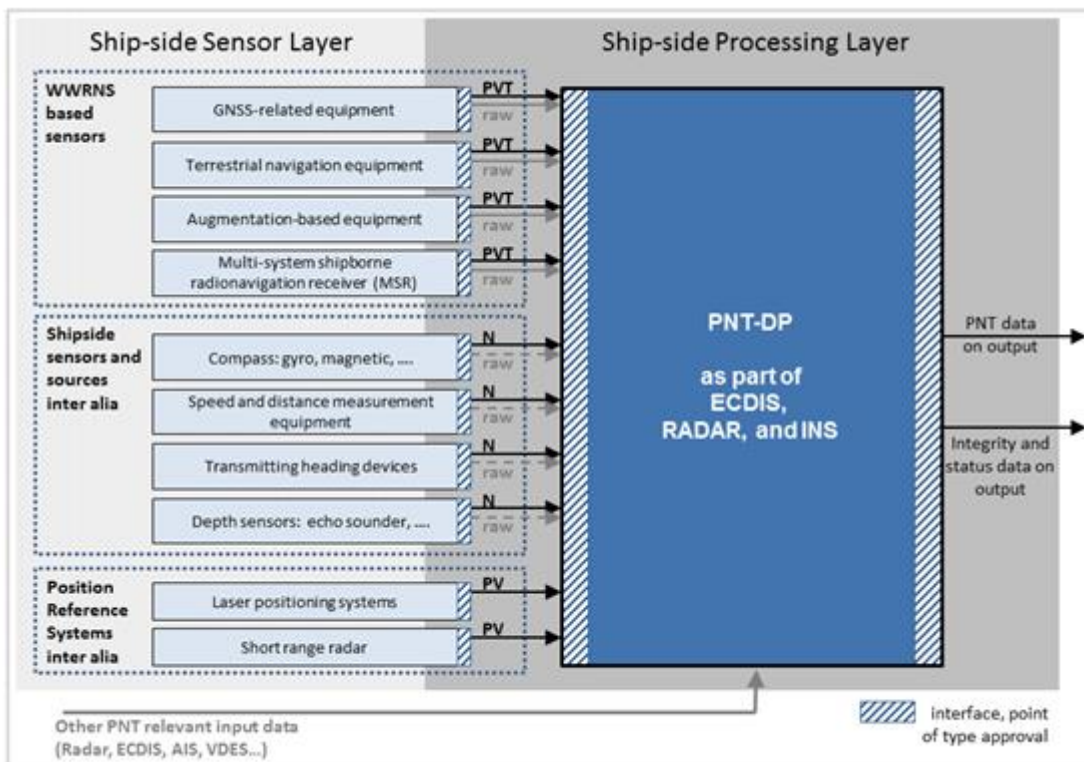 Ship-side Sensor Layer
Ship-side Processing Layer
WWRNS
based
sensors
GNSS-related equipment
PVT
raw
Terrestrial navigation equipment
PVT
raw
Augmentation-based equipment
PVT
raw
Multi-system shipborne
radionavigation receiver (MSR)
PVT
raw
Shipside
sensors and
sources
inter alia
Compass: gyro, magnetic, ....
N
raw
Speed and distance measurement
equipment
N
raw
Transmitting heading devices
N
raw
Depth sensors: echo sounder, ....
N
raw
Position
Reference
Systems
inter alia
Laser positioning systems
PV
Short range radar
PV
PNT-DP
as part of
ECDIS,
RADAR, and INS
PNT data
on output
Integrity and
status data on
output
Other PNT relevant input data
(Radar, ECDIS, AIS, VDES...)
interface, point
of type approval